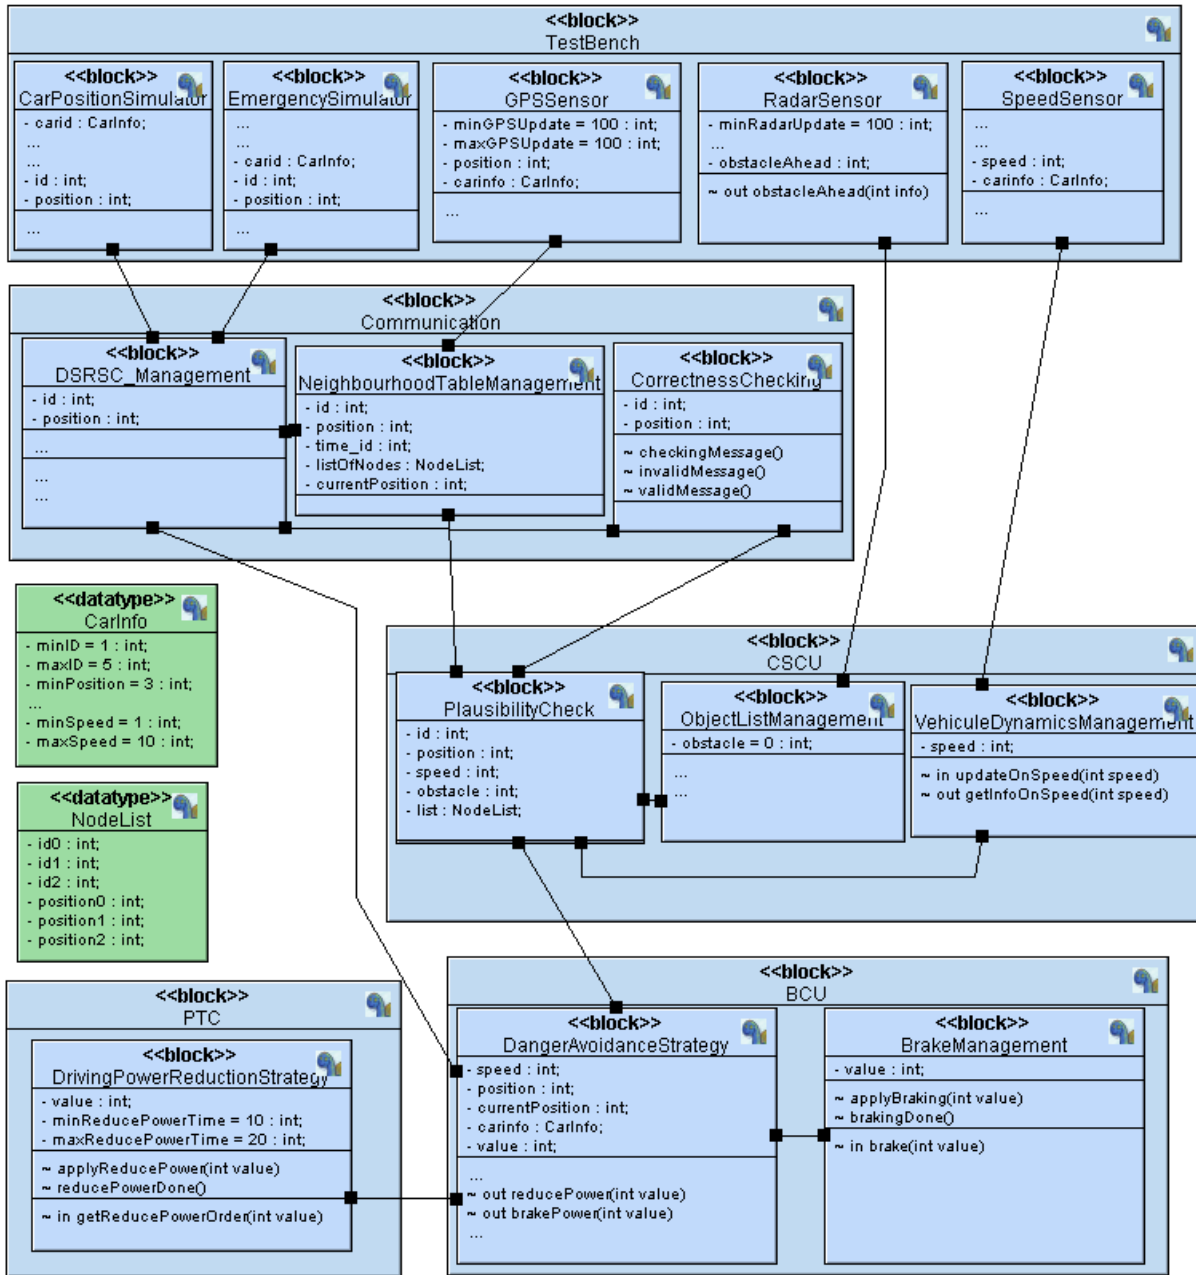 <<block>>
TestBench
<<block>>
CarPositionSimulator
- carid : CarInfo;
...
...
- id : int;
- position : int;
...
<<block>>
EmergencySimulator
...
...
- carid : CarInfo;
- id : int;
- position : int;
...
<<block>>
GPSSensor
- minGPSUpdate = 100 : int;
- maxGPSUpdate = 100 : int;
- position : int;
- carinfo : CarInfo;
...
<<block>>
RadarSensor
- minRadarUpdate = 100 : int;
...
- obstacleAhead : int;
~ out obstacleAhead(int info)
<<block>>
SpeedSensor
...
...
- speed : int;
- carinfo : CarInfo;
...
<<block>>
Communication
<<block>>
DSRSC_Management
- id : int;
- position : int;
...
...
...
<<block>>
NeighbourhoodTableManagement
- id : int;
- position : int;
- time_id : int;
- listOfNodes : NodeList;
- currentPosition : int;
<<block>>
CorrectnessChecking
- id : int;
- position : int;
~ checkingMessage()
~ invalidMessage()
~ validMessage()
<<datatype>>
CarInfo
- minID = 1 : int;
- maxID = 5 : int;
- minPosition = 3 : int;
...
- minSpeed = 1 : int;
- maxSpeed = 10 : int;
<<datatype>>
NodeList
- id0 : int;
- id1 : int;
- id2 : int;
- position0 : int;
- position1 : int;
- position2 : int;
<<block>>
CSCU
<<block>>
PlausibilityCheck
- id : int;
- position : int;
- speed : int;
- obstacle : int;
- list : NodeList;
<<block>>
ObjectListManagement
- obstacle = 0 : int;
...
...
<<block>>
VehiculeDynamicsManagement
- speed : int;
~ in updateOnSpeed(int speed)
~ out getInfoOnSpeed(int speed)
<<block>>
PTC
<<block>>
DrivingPowerReductionStrategy
- value : int;
- minReducePowerTime = 10 : int;
- maxReducePowerTime = 20 : int;
~ applyReducePower(int value)
~ reducePowerDone()
~ in getReducePowerOrder(int value)
<<block>>
BCU
<<block>>
DangerAvoidanceStrategy
- speed : int;
- position : int;
- currentPosition : int;
- carinfo : CarInfo;
- value : int;
...
~ out reducePower(int value)
~ out brakePower(int value)
...
<<block>>
BrakeManagement
- value : int;
~ applyBraking(int value)
~ brakingDone()
~ in brake(int value)